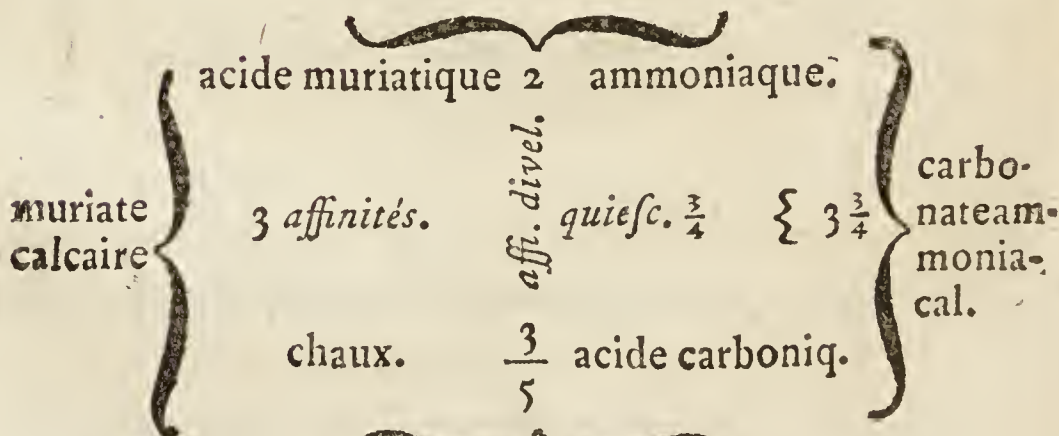 acide muriatique 2 ammoniaque.
affi. divel.
muriate
calcaire
3 affinités.
quieſc. 3/4 { 3 3/4
carbo-
nateam-
monia-
cal.
chaux. 3 acide carboniq.
5